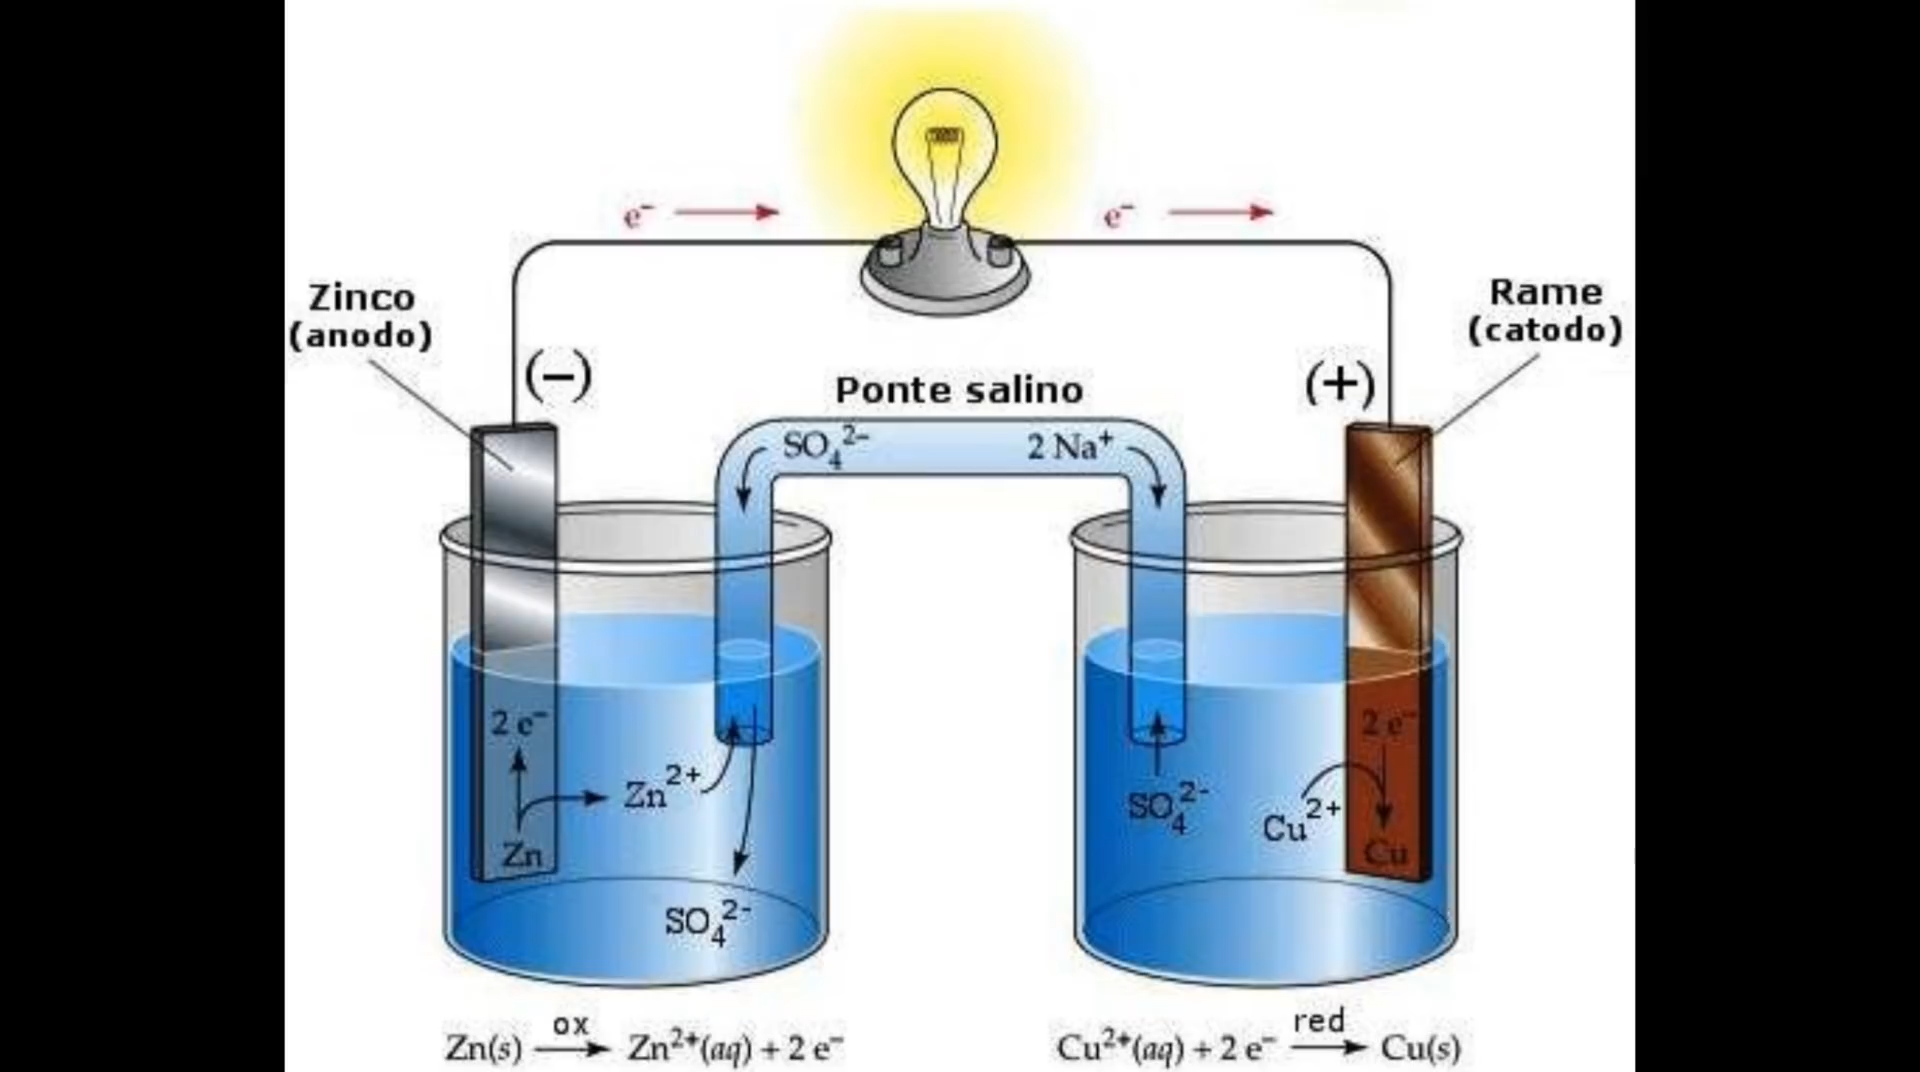 e⁻ → e⁻ →
Zinco
(anodo)
Rame
(catodo)
(−)
(+)
Ponte salino
SO₄²⁻
2 Na⁺
2 e⁻
Zn²⁺
Zn
SO₄²⁻
2 e⁻
SO₄²⁻
Cu²⁺
Cu
Zn(s) ox→ Zn²⁺(aq) + 2 e⁻
Cu²⁺(aq) + 2 e⁻ red→ Cu(s)